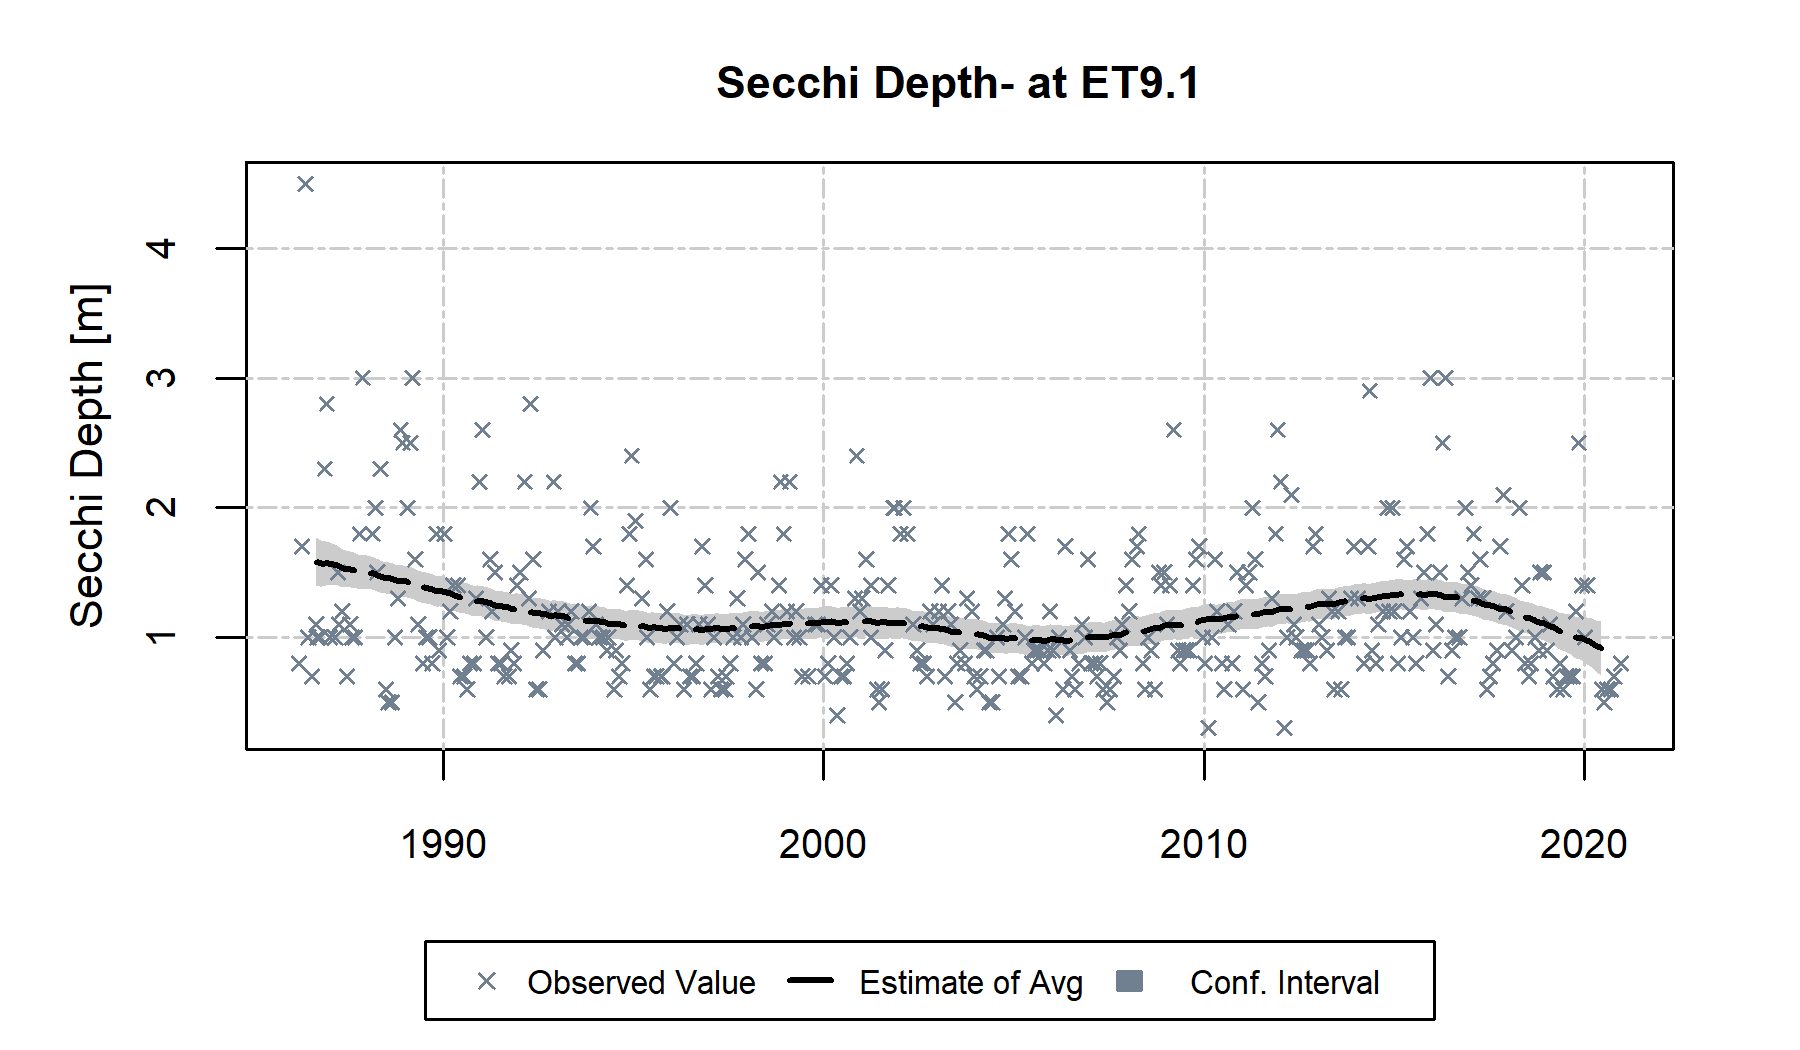 Secchi Depth- at ET9.1
Secchi Depth [m]
4
3
2
1
1990 2000 2010 2020
Observed Value Estimate of Avg Conf. Interval